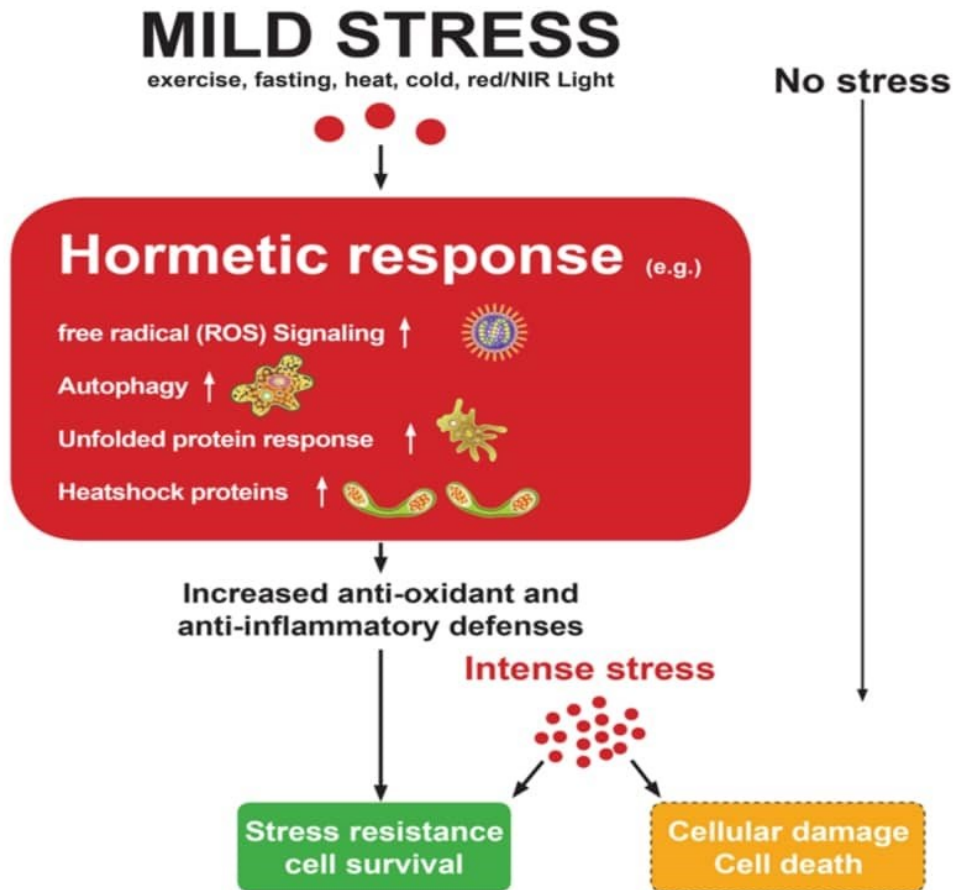 MILD STRESS
exercise, fasting, heat, cold, red/NIR Light
No stress
Hormetic response (e.g.)
free radical (ROS) Signaling
Autophagy
Unfolded protein response
Heatshock proteins
Increased anti-oxidant and
anti-inflammatory defenses
Intense stress
Stress resistance
cell survival
Cellular damage
Cell death